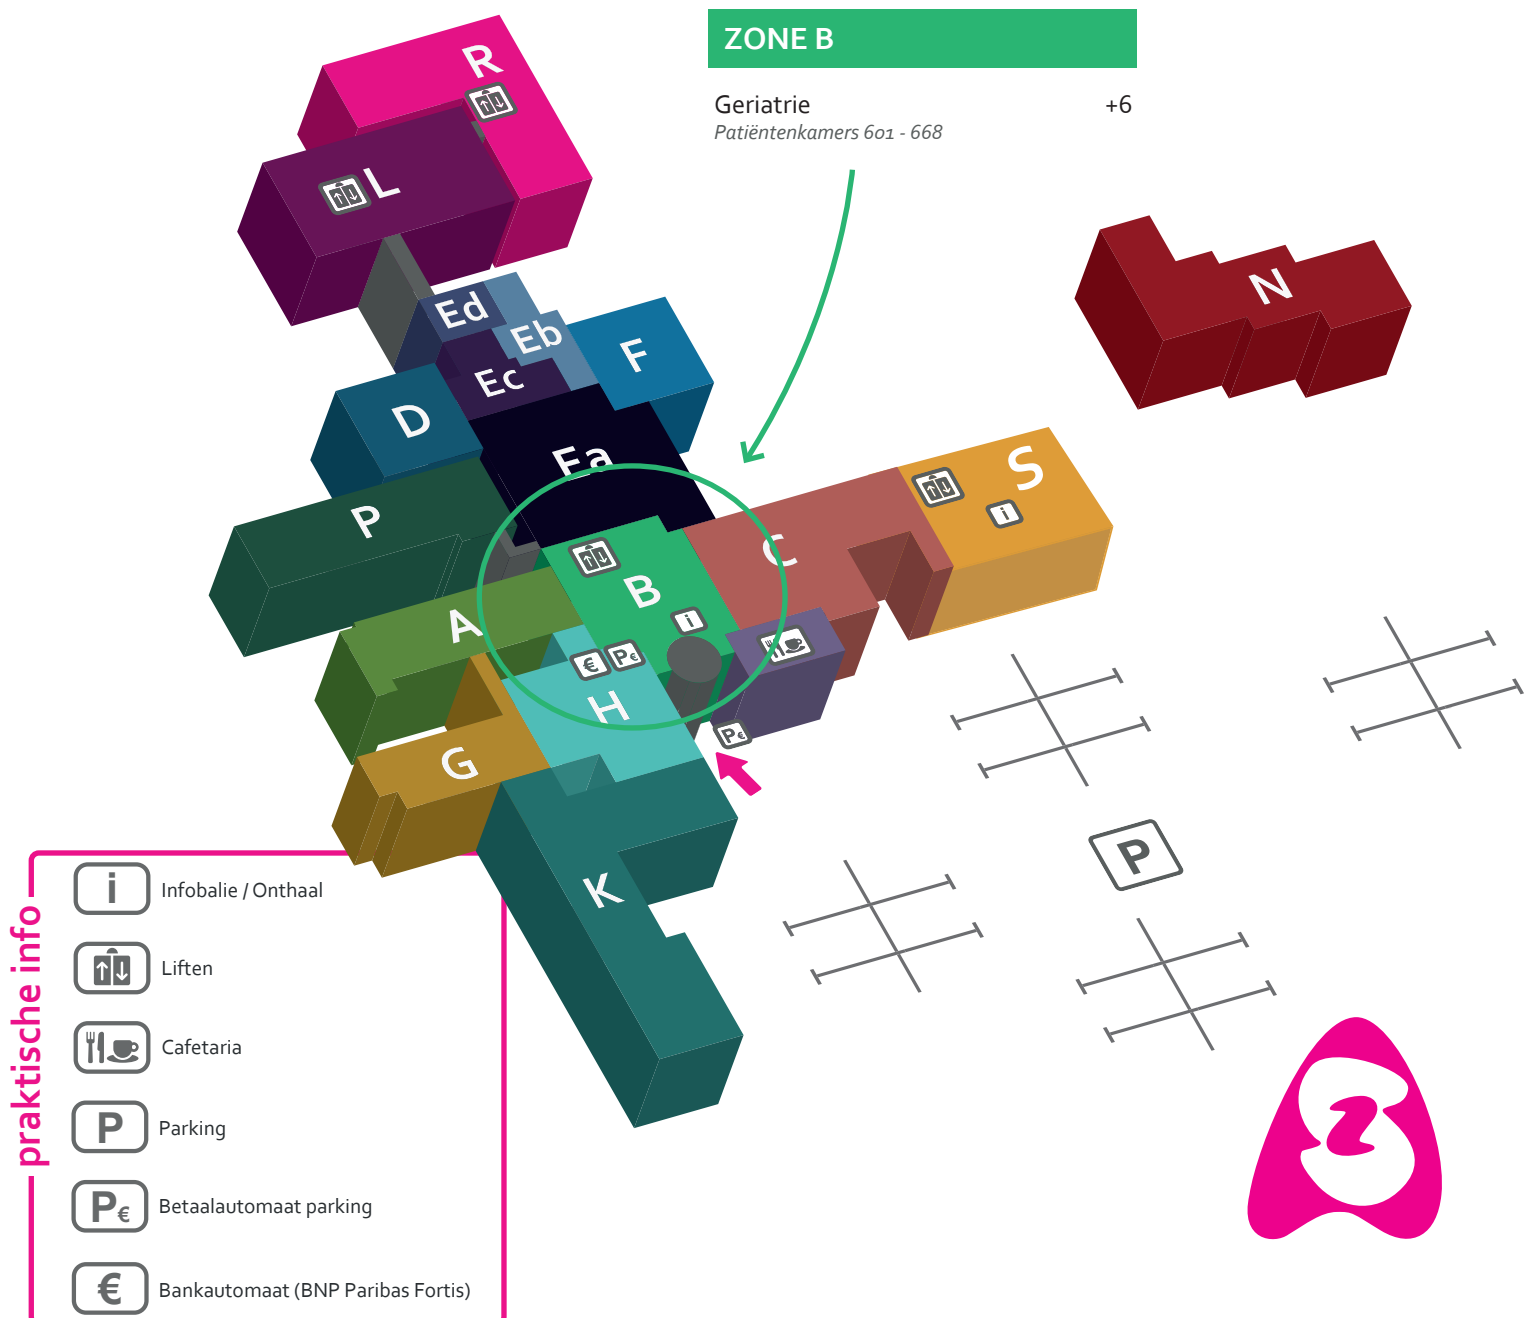 ZONE B
Geriatrie +6
Patiëntenkamers 601 - 668
R
L
N
Ed
Eb
F
Ec
D
Ea
S
i
P
C
B
A
i
€ P€
H
P€
G
P
K
praktische info
i Infobalie / Onthaal
Liften
Cafetaria
P Parking
P€ Betaalautomaat parking
€ Bankautomaat (BNP Paribas Fortis)